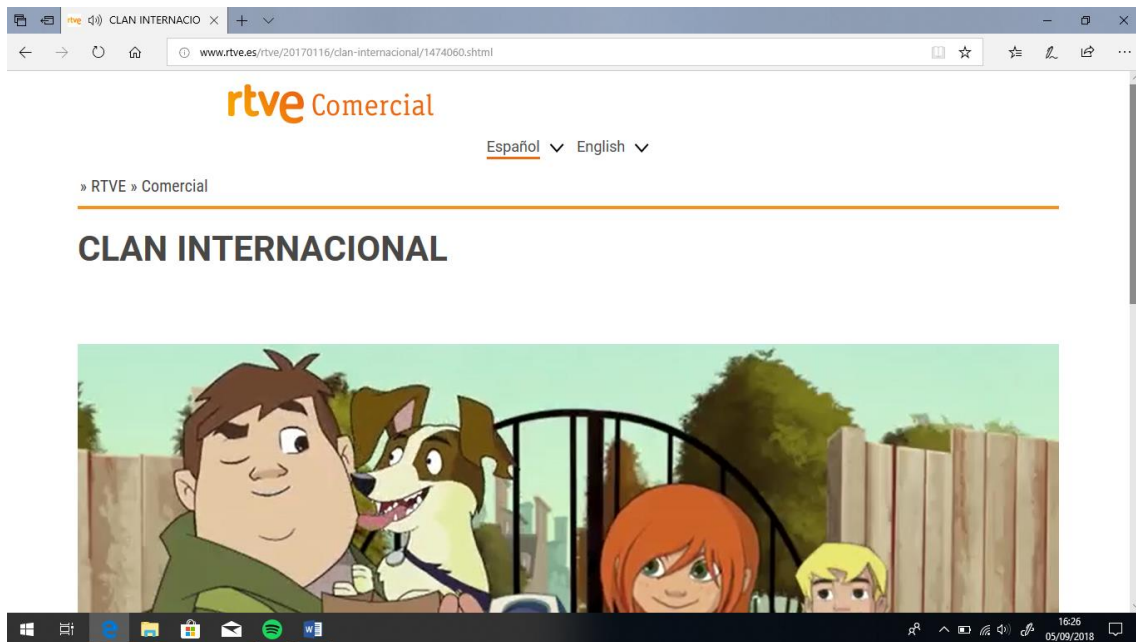 rtve CLAN INTERNACIO
www.rtve.es/rtve/20170116/clan-internacional/1474060.shtml
rtve Comercial
Español English
» RTVE » Comercial
CLAN INTERNACIONAL
16:26
05/09/2018